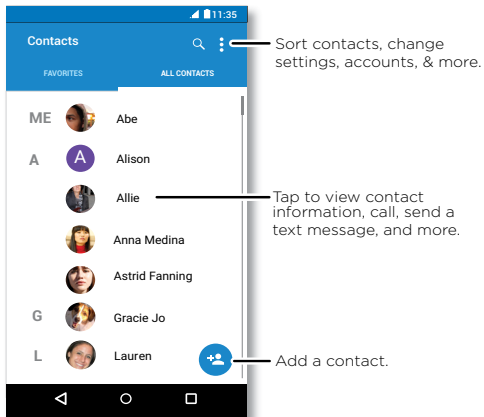 11:35
Contacts
Sort contacts, change
settings, accounts, & more.
FAVORITES ALL CONTACTS
ME Abe
A A Alison
Allie
Tap to view contact
information, call, send a
text message, and more.
Anna Medina
Astrid Fanning
G Gracie Jo
L Lauren
Add a contact.